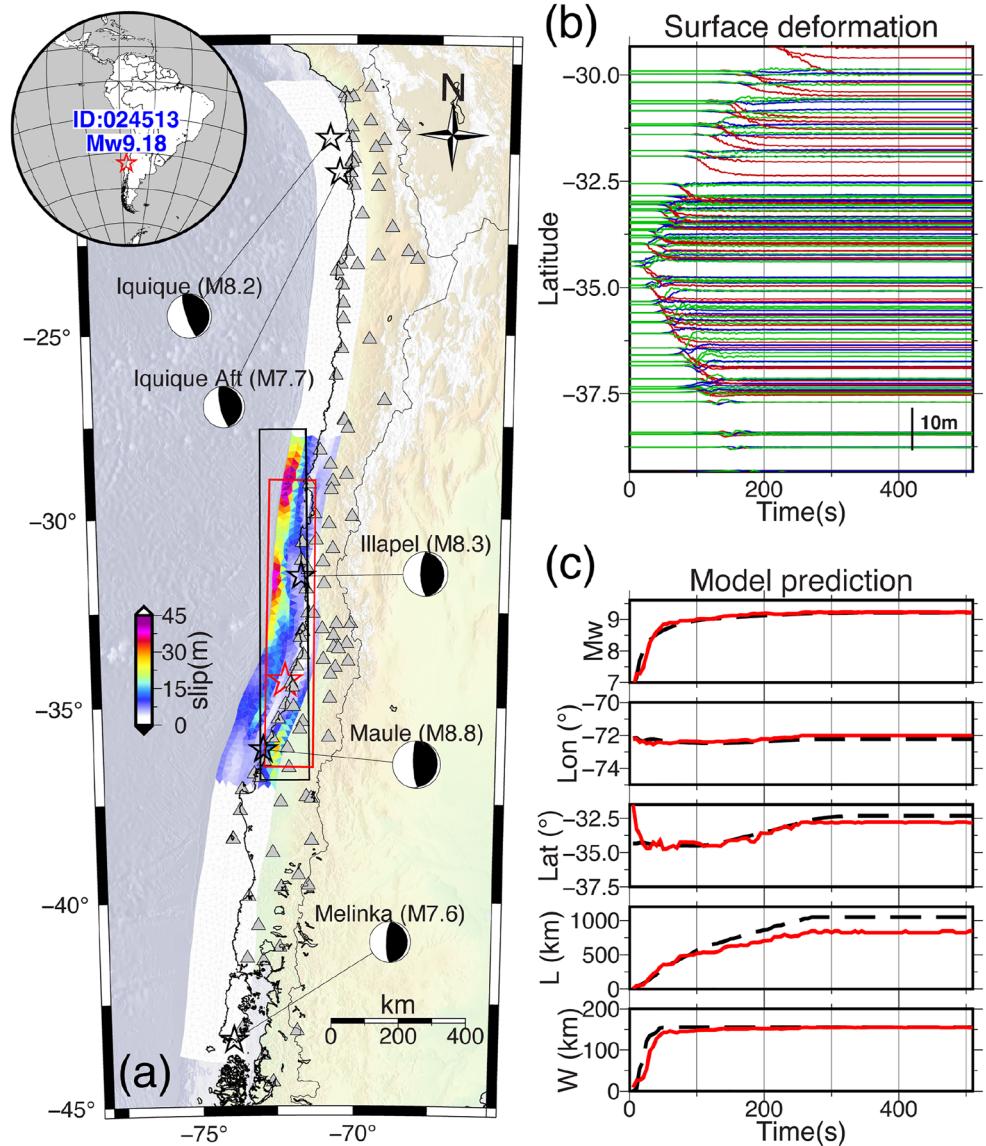 ID:024513
Mw9.18
N
Iquique (M8.2)
Iquique Aft (M7.7)
Illapel (M8.3)
Maule (M8.8)
Melinka (M7.6)
slip(m)
45
30
15
0
km
0 200 400
(a)
−25°
−30°
−35°
−40°
−45°
−75° −70°
(b)
Surface deformation
Latitude
−30.0
−32.5
−35.0
−37.5
10m
0 200 400
Time(s)
(c)
Model prediction
Mw
9
8
7
Lon (°)
−70
−72
−74
Lat (°)
−32.5
−35.0
−37.5
L (km)
1000
500
0
W (km)
200
100
0
0 200 400
Time(s)